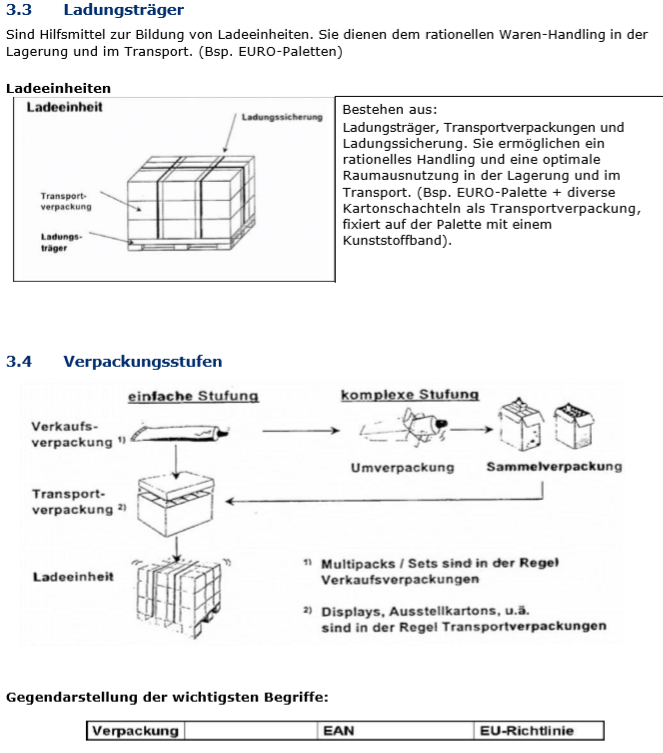 3.3 Ladungsträger
Sind Hilfsmittel zur Bildung von Ladeeinheiten. Sie dienen dem rationellen Waren-Handling in der
Lagerung und im Transport. (Bsp. EURO-Paletten)
Ladeeinheiten
Ladeeinheit
Ladungssicherung
Transport-
verpackung
Ladungs-
träger
Bestehen aus:
Ladungsträger, Transportverpackungen und
Ladungssicherung. Sie ermöglichen ein
rationelles Handling und eine optimale
Raumausnutzung in der Lagerung und im
Transport. (Bsp. EURO-Palette + diverse
Kartonschachteln als Transportverpackung,
fixiert auf der Palette mit einem
Kunststoffband).
3.4 Verpackungsstufen
einfache Stufung
komplexe Stufung
Verkaufs-
verpackung 1)
Umverpackung
Sammelverpackung
Transport-
verpackung 2)
Ladeeinheit
1) Multipacks / Sets sind in der Regel
Verkaufsverpackungen
2) Displays, Ausstellkartons, u.ä.
sind in der Regel Transportverpackungen
Gegendarstellung der wichtigsten Begriffe:
Verpackung EAN EU-Richtlinie